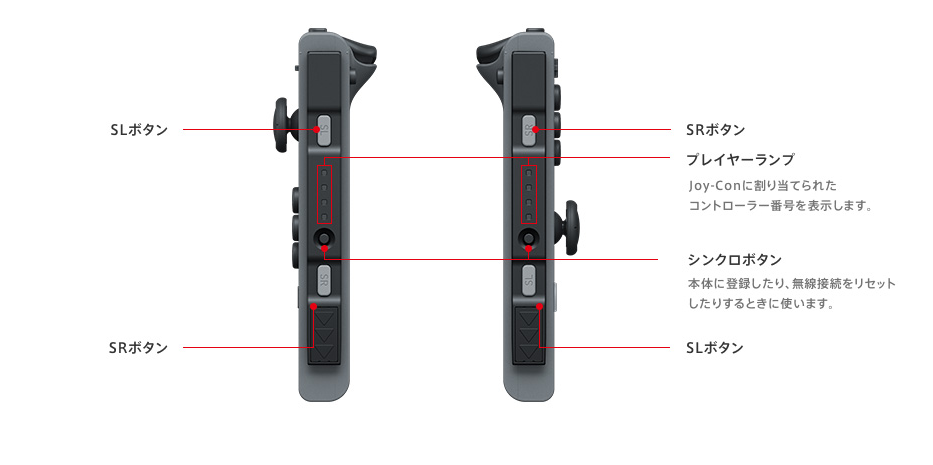 SLボタン
SRボタン
SRボタン
プレイヤーランプ
Joy-Conに割り当てられた
コントローラー番号を表示します。
シンクロボタン
本体に登録したり、無線接続をリセット
したりするときに使います。
SLボタン
SL
SR
SR
SL